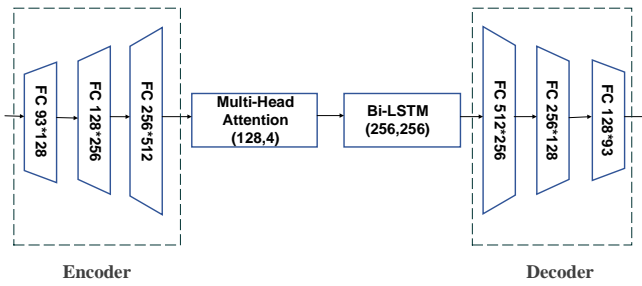 FC 93*128
FC 128*256
FC 256*512
Multi-Head
Attention
(128,4)
Bi-LSTM
(256,256)
FC 512*256
FC 256*128
FC 128*93
Encoder
Decoder